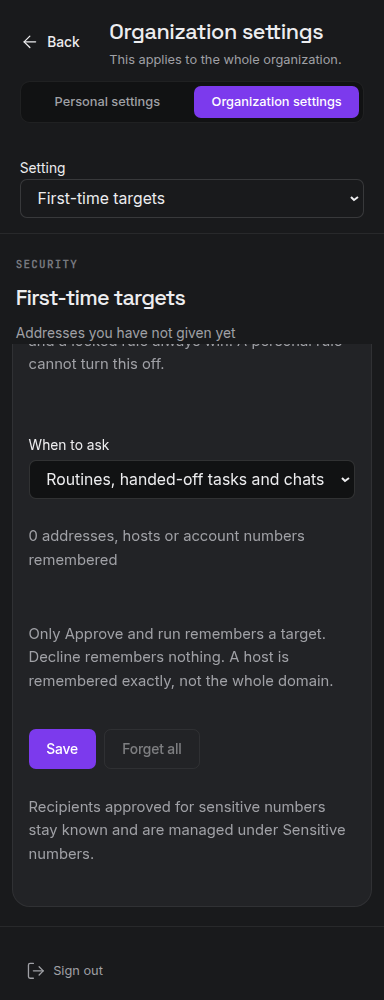 Back
Organization settings
This applies to the whole organization.
Personal settings
Organization settings
Setting
First-time targets
SECURITY
First-time targets
Addresses you have not given yet
cannot turn this off.
When to ask
Routines, handed-off tasks and chats
0 addresses, hosts or account numbers
remembered
Only Approve and run remembers a target.
Decline remembers nothing. A host is
remembered exactly, not the whole domain.
Save
Forget all
Recipients approved for sensitive numbers
stay known and are managed under Sensitive
numbers.
Sign out